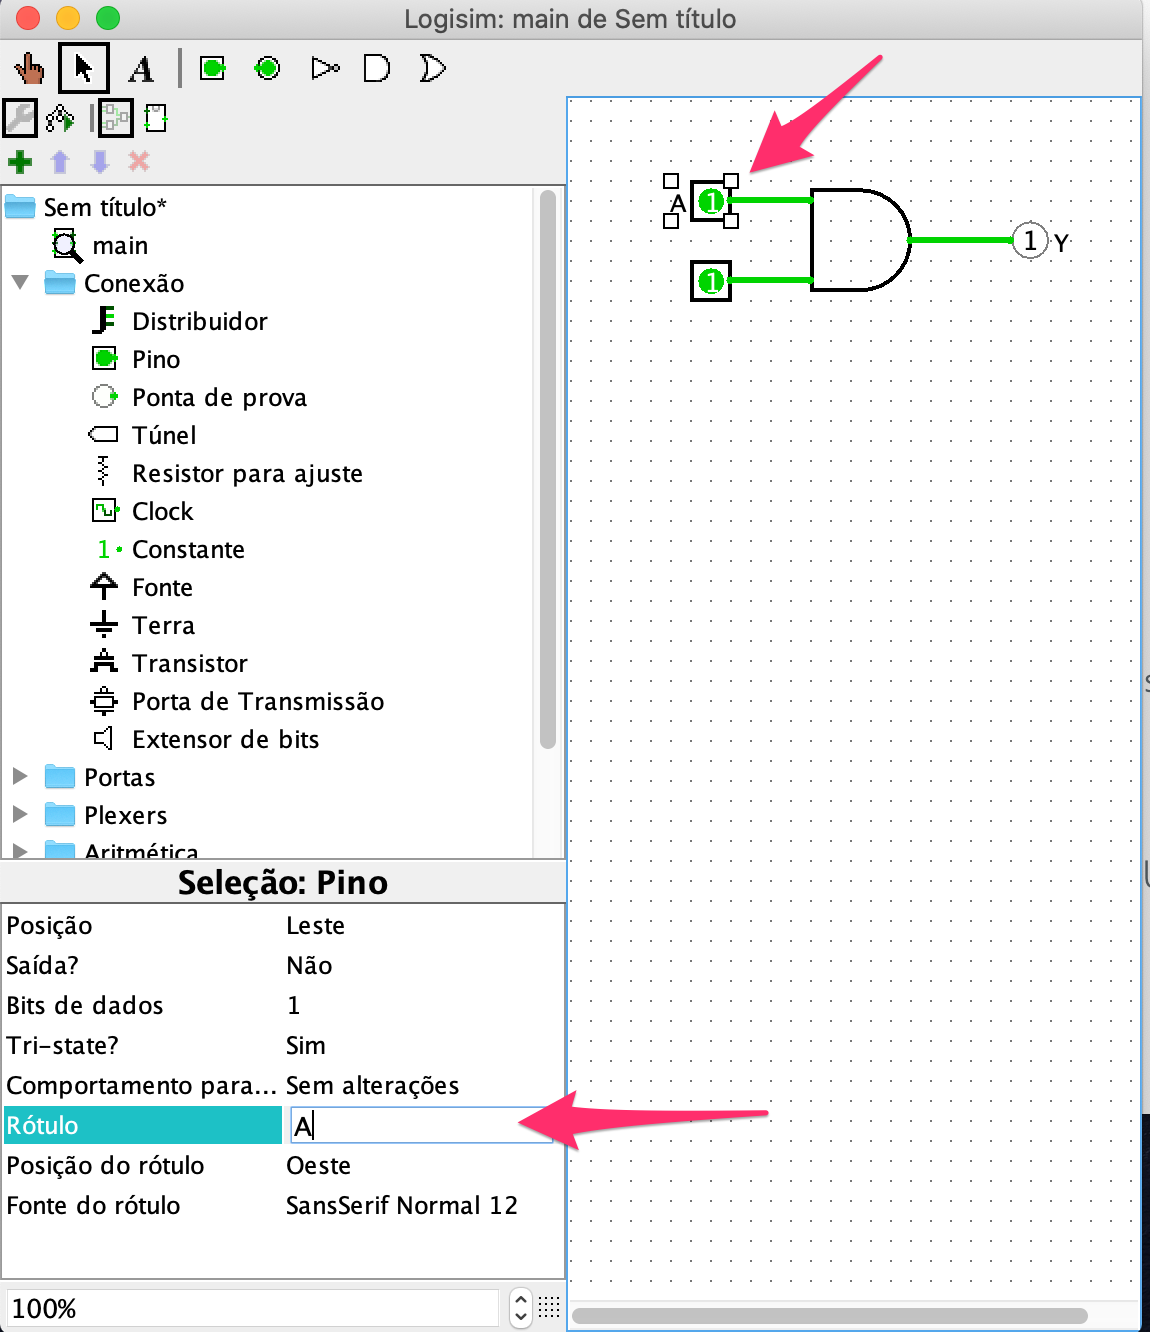 Logisim: main de Sem título
A
Sem título*
main
Conexão
Distribuidor
Pino
Ponta de prova
Túnel
Resistor para ajuste
Clock
1 Constante
Fonte
Terra
Transistor
Porta de Transmissão
Extensor de bits
Portas
Plexers
Aritmética
Seleção: Pino
Posição Leste
Saída? Não
Bits de dados 1
Tri-state? Sim
Comportamento para... Sem alterações
Rótulo A
Posição do rótulo Oeste
Fonte do rótulo SansSerif Normal 12
100%
A 1
1 Y
1